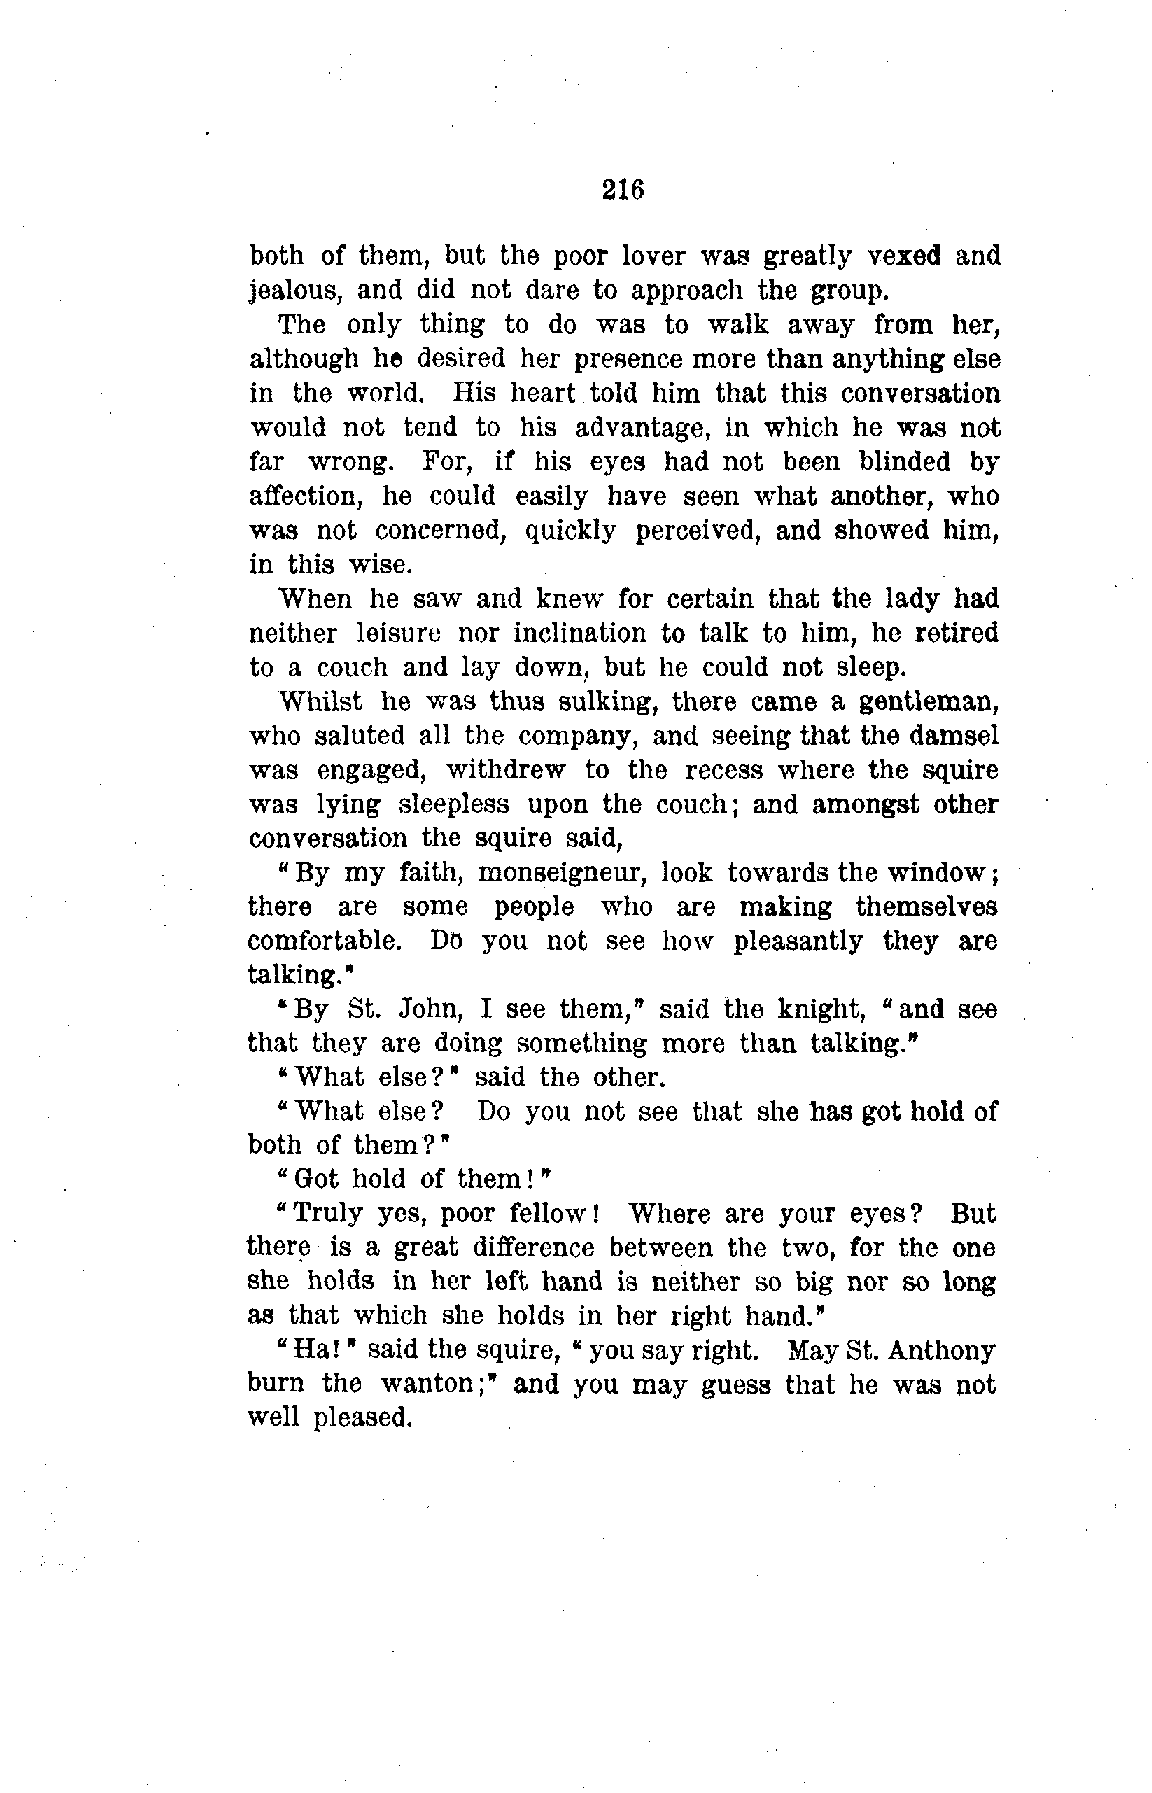 216
both of them, but the poor lover was greatly vexed and
jealous, and did not dare to approach the group.
The only thing to do was to walk away from her,
although he desired her presence more than anything else
in the world. His heart told him that this conversation
would not tend to his advantage, in which he was not
far wrong. For, if his eyes had not been blinded by
affection, he could easily have seen what another, who
was not concerned, quickly perceived, and showed him,
in this wise.
When he saw and knew for certain that the lady had
neither leisure nor inclination to talk to him, he retired
to a couch and lay down, but he could not sleep.
Whilst he was thus sulking, there came a gentleman,
who saluted all the company, and seeing that the damsel
was engaged, withdrew to the recess where the squire
was lying sleepless upon the couch; and amongst other
conversation the squire said,
"By my faith, monseigneur, look towards the window;
there are some people who are making themselves
comfortable. Do you not see how pleasantly they are
talking."
"By St. John, I see them," said the knight, "and see
that they are doing something more than talking."
"What else?" said the other.
"What else? Do you not see that she has got hold of
both of them?"
"Got hold of them!"
"Truly yes, poor fellow! Where are your eyes? But
there is a great difference between the two, for the one
she holds in her left hand is neither so big nor so long
as that which she holds in her right hand."
"Ha!" said the squire, "you say right. May St. Anthony
burn the wanton;" and you may guess that he was not
well pleased.